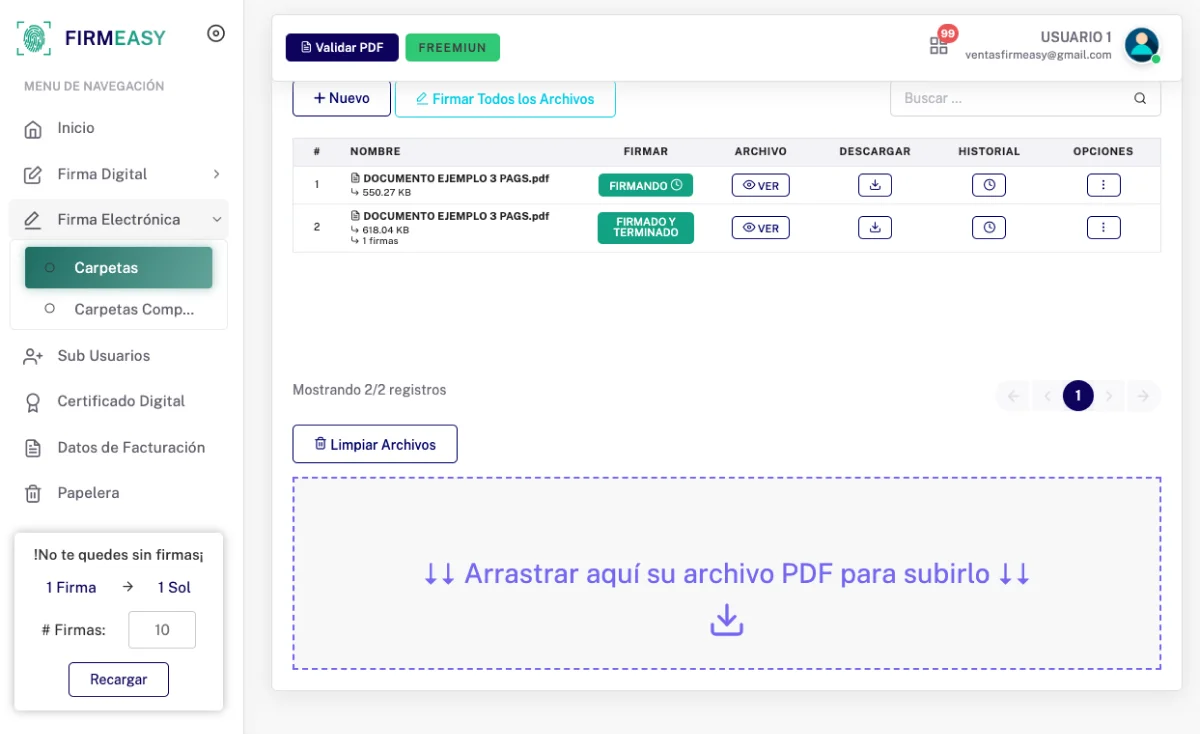 FIRMEASY
MENU DE NAVEGACIÓN
Inicio
Firma Digital
Firma Electrónica
Carpetas
Carpetas Comp...
Sub Usuarios
Certificado Digital
Datos de Facturación
Papelera
!No te quedes sin firmas¡
1 Firma → 1 Sol
# Firmas: 10
Recargar
Validar PDF
FREEMIUN
99
USUARIO 1
ventasfirmeasy@gmail.com
+ Nuevo
Firmar Todos los Archivos
Buscar ...
# NOMBRE FIRMAR ARCHIVO DESCARGAR HISTORIAL OPCIONES
1 DOCUMENTO EJEMPLO 3 PAGS.pdf FIRMANDO VER
↳ 550.27 KB
2 DOCUMENTO EJEMPLO 3 PAGS.pdf FIRMADO Y TERMINADO VER
↳ 618.04 KB
↳ 1 firmas
Mostrando 2/2 registros
1
Limpiar Archivos
↓↓ Arrastrar aquí su archivo PDF para subirlo ↓↓